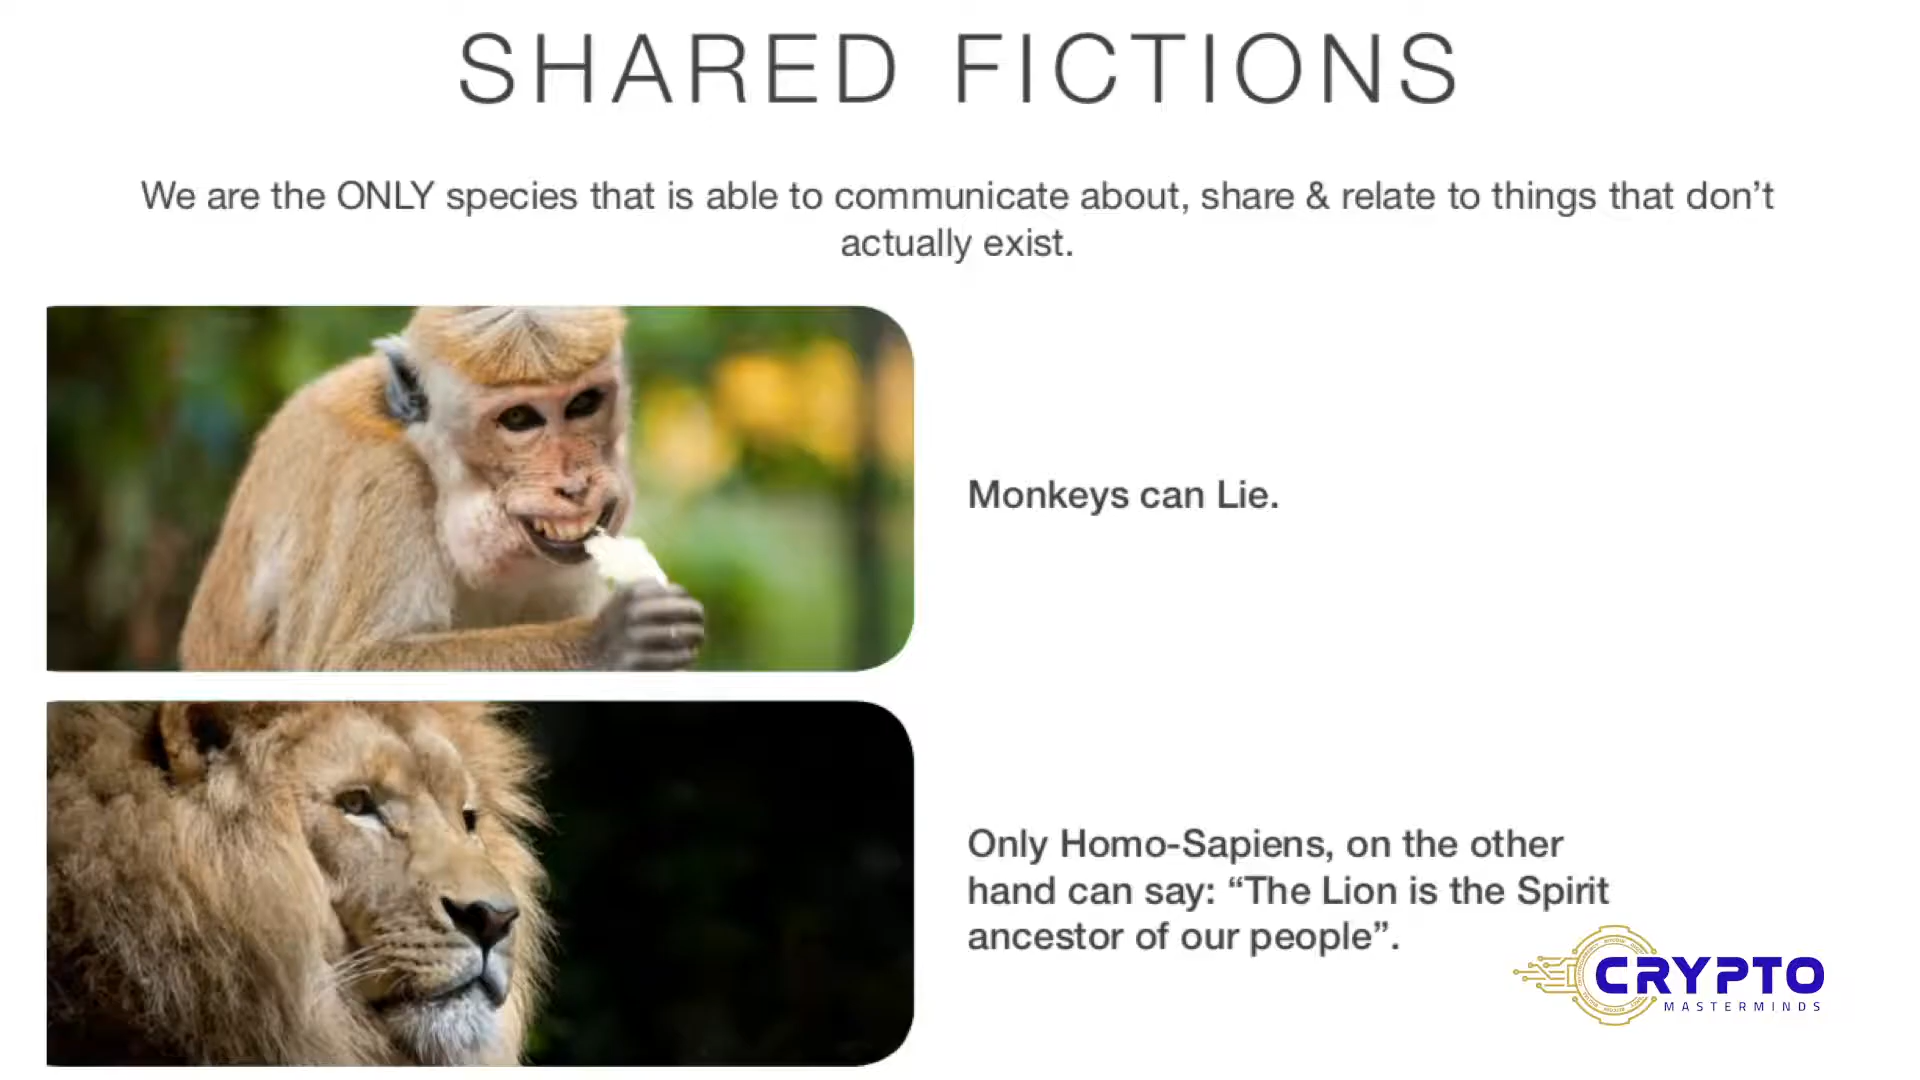 SHARED FICTIONS
We are the ONLY species that is able to communicate about, share & relate to things that don’t
actually exist.
Monkeys can Lie.
Only Homo-Sapiens, on the other
hand can say: “The Lion is the Spirit
ancestor of our people”.
CRYPTO
MASTERMINDS